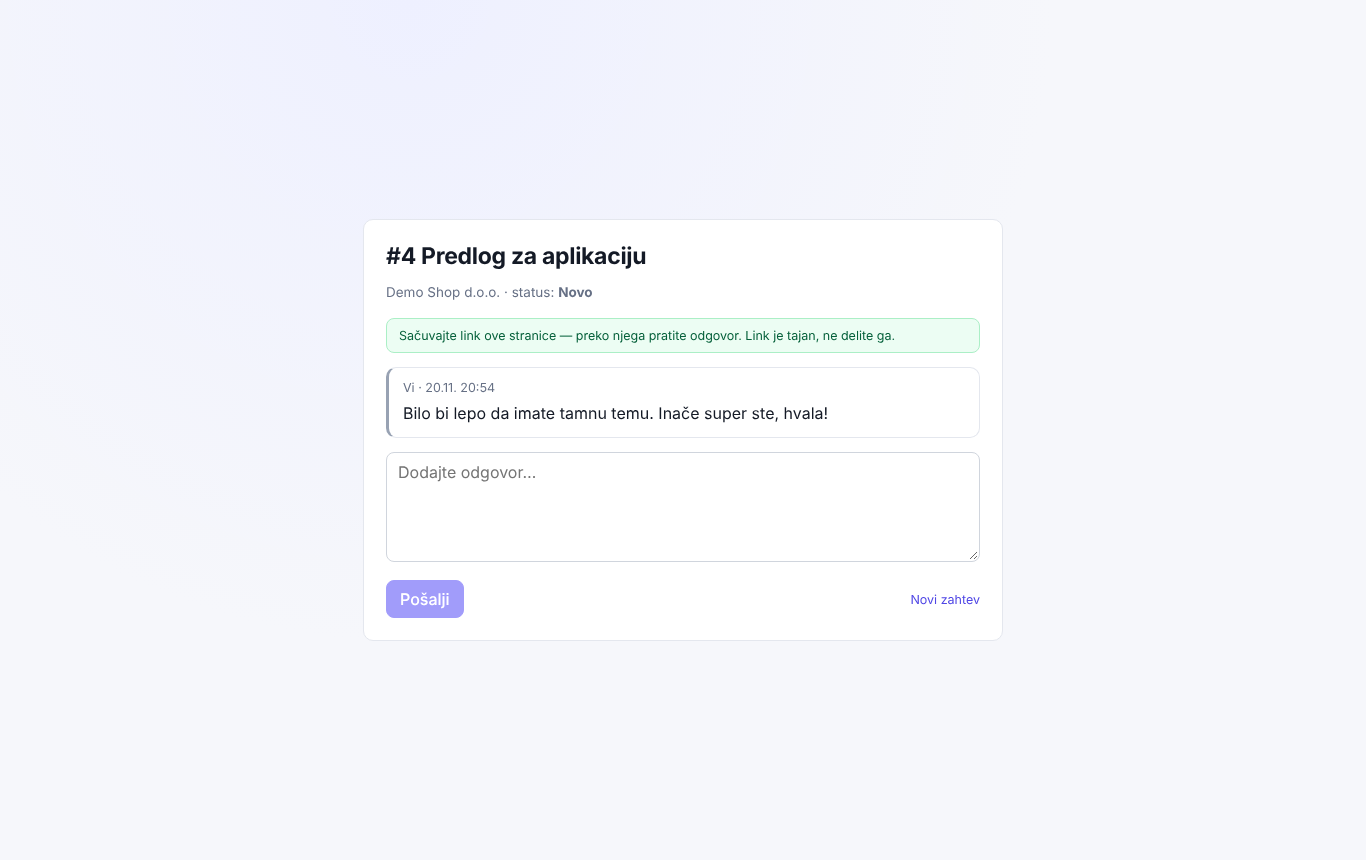 #4 Predlog za aplikaciju
Demo Shop d.o.o. · status: Novo
Sačuvajte link ove stranice — preko njega pratite odgovor. Link je tajan, ne delite ga.
Vi · 20.11. 20:54
Bilo bi lepo da imate tamnu temu. Inače super ste, hvala!
Dodajte odgovor...
Pošalji
Novi zahtev